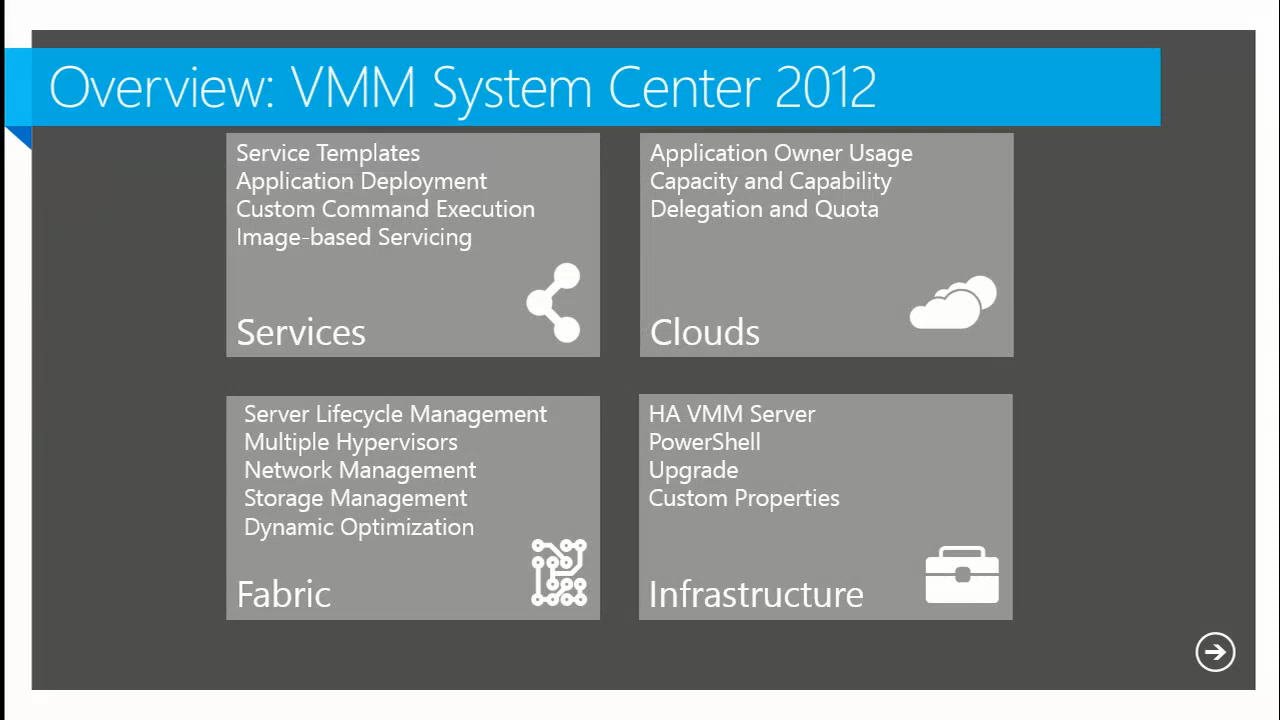 Overview: VMM System Center 2012
Service Templates
Application Deployment
Custom Command Execution
Image-based Servicing
Services
Application Owner Usage
Capacity and Capability
Delegation and Quota
Clouds
Server Lifecycle Management
Multiple Hypervisors
Network Management
Storage Management
Dynamic Optimization
Fabric
HA VMM Server
PowerShell
Upgrade
Custom Properties
Infrastructure